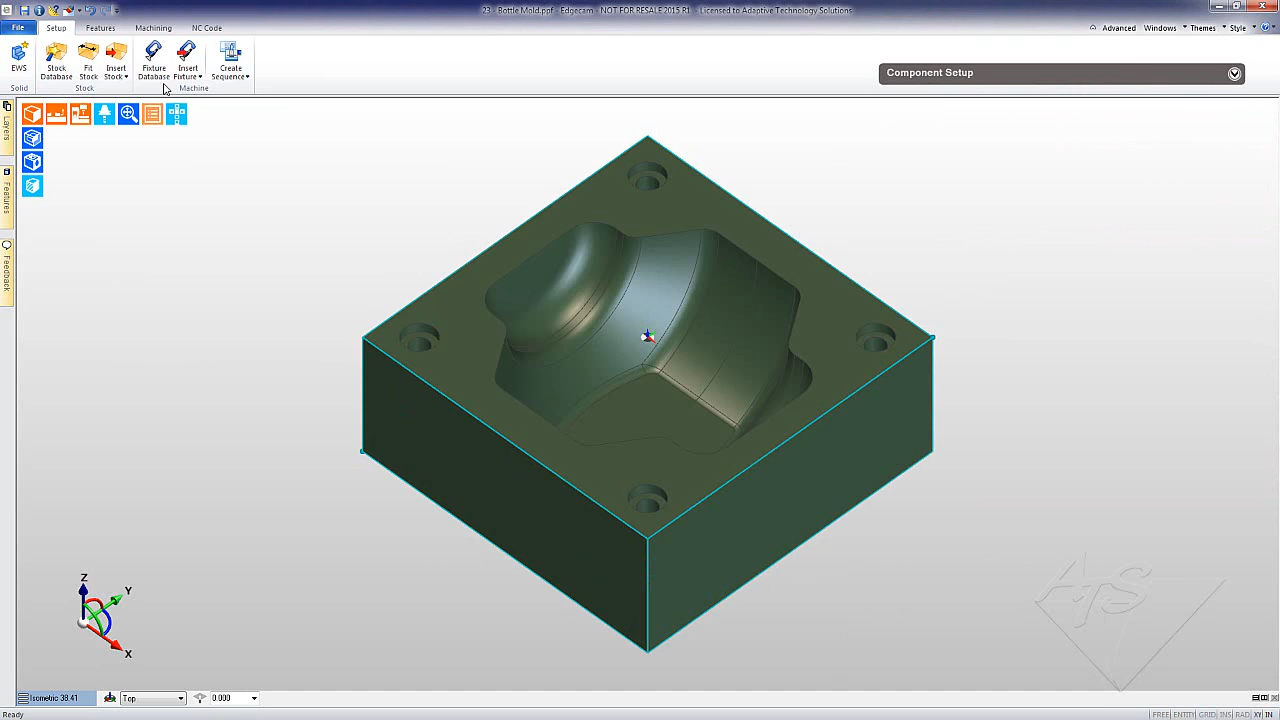 23 - Bottle Mold.ppf - Edgecam - NOT FOR RESALE 2015 R1 - Licensed to Adaptive Technology Solutions
File Setup Features Machining NC Code Advanced Windows Themes Style
EWS
Stock Database
Fit Stock
Insert Stock
Fixture Database
Insert Fixture
Create Sequence
Solid Stock Machine
Component Setup
Layers
Features
Feedback
Z
Y
X
ATS
Isometric 38.41 Top 0.000
Ready FREE ENTITY GRID INS RAD XY IN